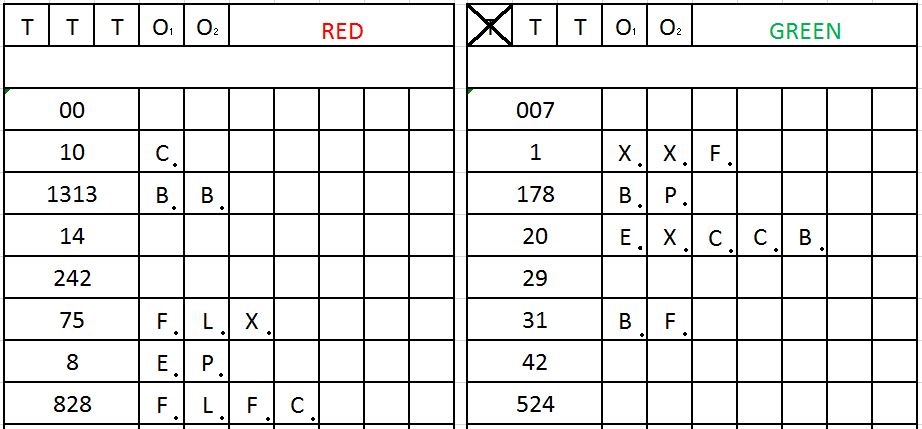 T T T O1 O2 RED
00
10 C.
1313 B. B.
14
242
75 F. L. X.
8 E. P.
828 F. L. F. C.
T T T O1 O2 GREEN
007
1 X. X. F.
178 B. P.
20 E. X. C. C. B.
29
31 B. F.
42
524